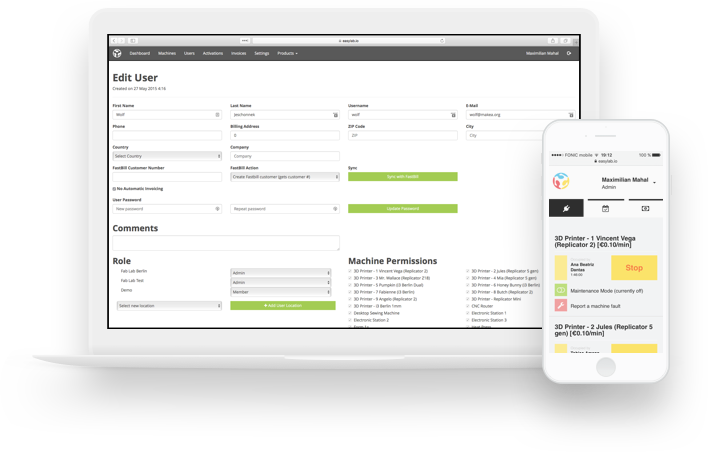 easylab.io
Dashboard Machines Users Activations Invoices Settings Products Maximilian Mahal
Edit User
Created on 21 May 2015 4:16
First Name Last Name Username E-Mail
Wolf Jeschonnek wolf wolf@makea.org
Phone Billing Address ZIP Code City
0 ZIP City
Country Company
Select Country Company
FastBill Customer Number FastBill Action Sync
Create Fastbill customer (gets customer #) Sync with FastBill
No Automatic Invoicing
User Password
New password Repeat password Update Password
Comments
Role Machine Permissions
Fab Lab Berlin Admin
Fab Lab Test Admin
Demo Member
Select new location + Add User Location
3D Printer - 1 Vincent Vega (Replicator 2)
3D Printer - 3 Mr. Wallace (Replicator Z18)
3D Printer - 5 Pumpkin (i3 Berlin Dual)
3D Printer - 7 Fabienne (i3 Berlin)
3D Printer - 9 Angelo (Replicator 2)
3D Printer - i3 Berlin 1mm
Desktop Sewing Machine
Electronic Station 2
3D Printer - 2 Jules (Replicator 5 gen)
3D Printer - 4 Mia (Replicator 5 gen)
3D Printer - 6 Honey Bunny (i3 Berlin)
3D Printer - 8 Butch (Replicator 2)
3D Printer - Replicator Mini
CNC Router
Electronic Station 1
Electronic Station 3
Heat Press
FONIC mobile 19:12 100 %
easylab.io
Maximilian Mahal
Admin
3D Printer - 1 Vincent Vega
(Replicator 2) [€0.10/min]
Ana Beatriz
Dantas
Stop
Maintenance Mode (currently off)
Report a machine fault
3D Printer - 2 Jules (Replicator 5
gen) [€0.10/min]